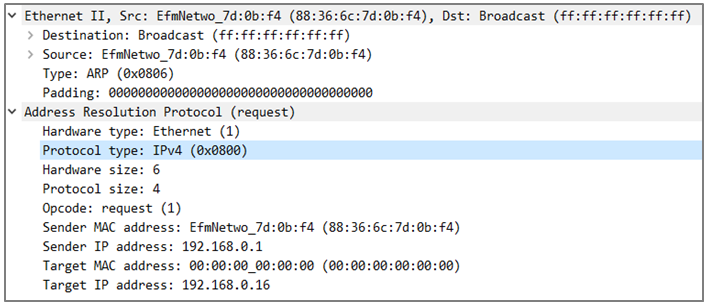 Ethernet II, Src: EfmNetwo_7d:0b:f4 (88:36:6c:7d:0b:f4), Dst: Broadcast (ff:ff:ff:ff:ff:ff)
Destination: Broadcast (ff:ff:ff:ff:ff:ff)
Source: EfmNetwo_7d:0b:f4 (88:36:6c:7d:0b:f4)
Type: ARP (0x0806)
Padding: 000000000000000000000000000000000000
Address Resolution Protocol (request)
Hardware type: Ethernet (1)
Protocol type: IPv4 (0x0800)
Hardware size: 6
Protocol size: 4
Opcode: request (1)
Sender MAC address: EfmNetwo_7d:0b:f4 (88:36:6c:7d:0b:f4)
Sender IP address: 192.168.0.1
Target MAC address: 00:00:00_00:00:00 (00:00:00:00:00:00)
Target IP address: 192.168.0.16